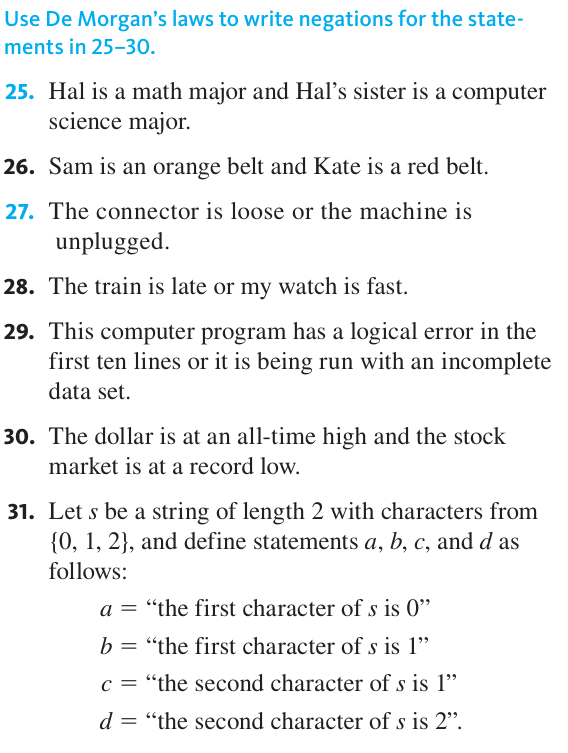 Use De Morgan's laws to write negations for the state-
ments in 25–30.
25. Hal is a math major and Hal's sister is a computer
science major.
26. Sam is an orange belt and Kate is a red belt.
27. The connector is loose or the machine is
unplugged.
28. The train is late or my watch is fast.
29. This computer program has a logical error in the
first ten lines or it is being run with an incomplete
data set.
30. The dollar is at an all-time high and the stock
market is at a record low.
31. Let s be a string of length 2 with characters from
{0, 1, 2}, and define statements a, b, c, and d as
follows:
a = “the first character of s is 0”
b = “the first character of s is 1”
c = “the second character of s is 1”
d = “the second character of s is 2”.